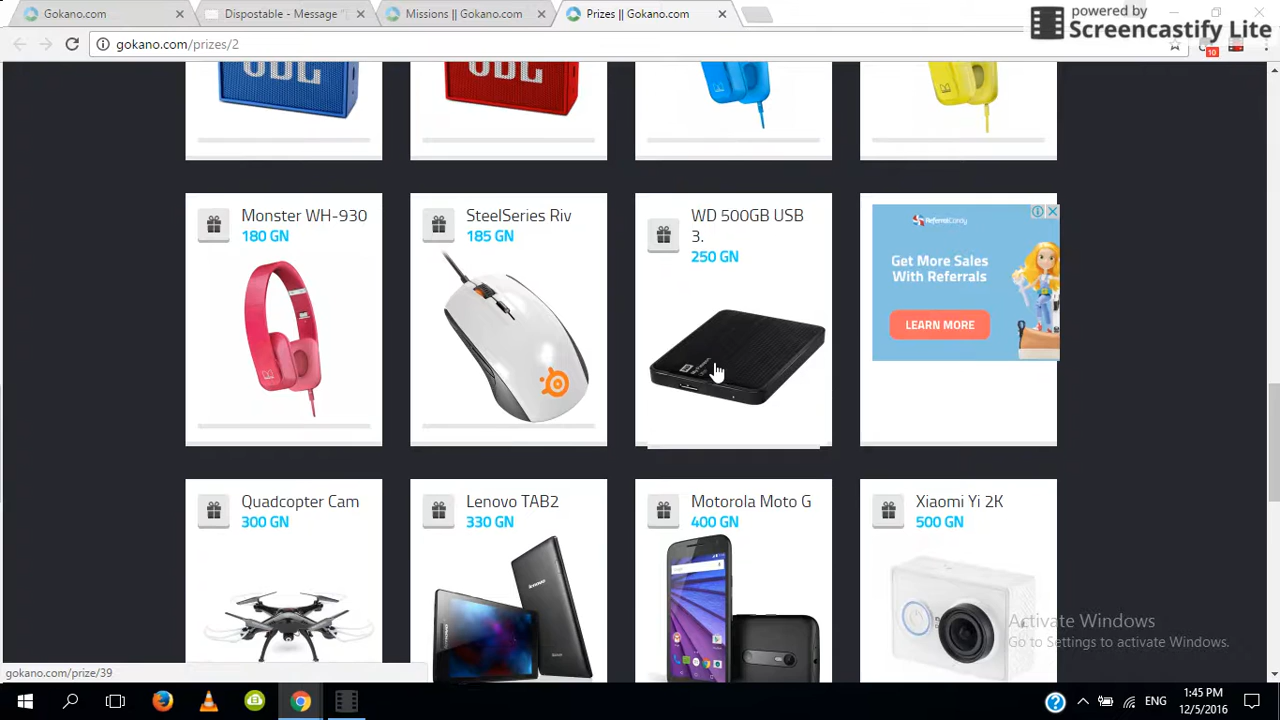 Gokano.com
Dispostable - Message
Missions || Gokano.com
Prizes || Gokano.com
powered by
Screencastify Lite
gokano.com/prizes/2
10
Monster WH-930
180 GN
SteelSeries Riv
185 GN
WD 500GB USB
3.
250 GN
ReferralCandy
Get More Sales
With Referrals
LEARN MORE
Quadcopter Cam
300 GN
Lenovo TAB2
330 GN
Motorola Moto G
400 GN
Xiaomi Yi 2K
500 GN
Activate Windows
Go to Settings to activate Windows.
gokano.com/prize/39
ENG
1:45 PM
12/5/2016